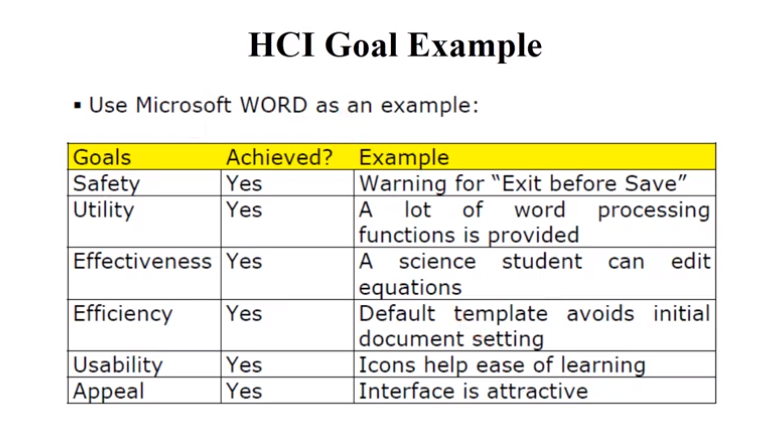 HCI Goal Example
▪ Use Microsoft WORD as an example:
Goals Achieved? Example
Safety Yes Warning for “Exit before Save”
Utility Yes A lot of word processing
functions is provided
Effectiveness Yes A science student can edit
equations
Efficiency Yes Default template avoids initial
document setting
Usability Yes Icons help ease of learning
Appeal Yes Interface is attractive